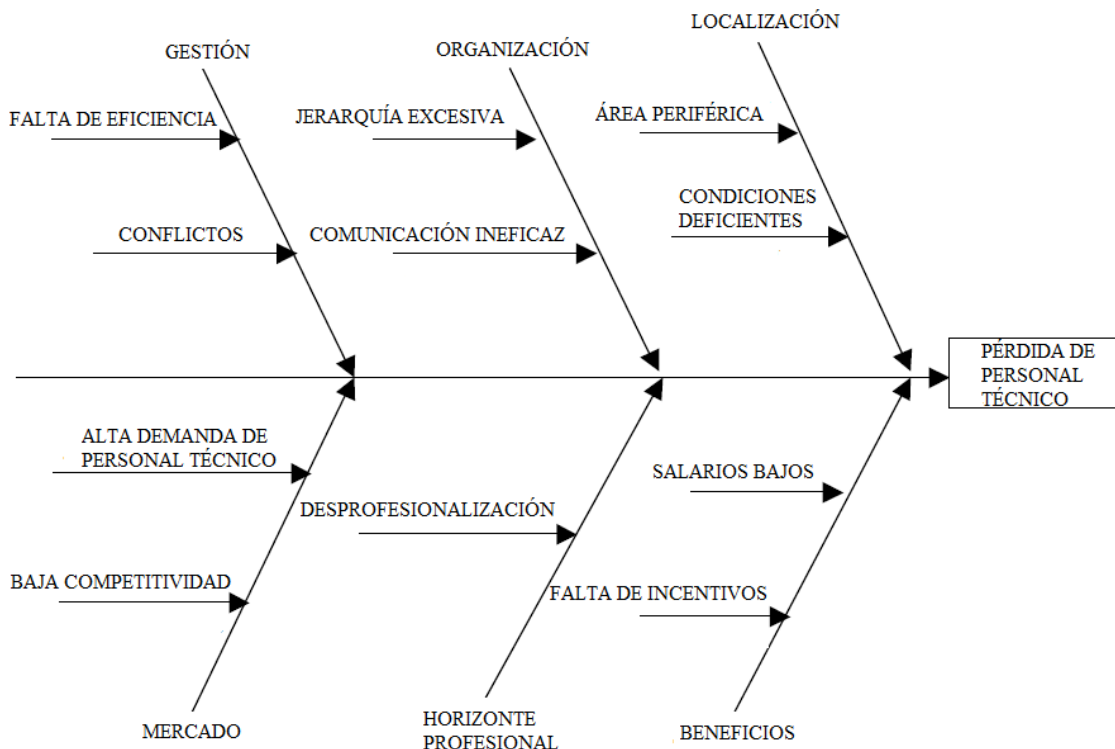 LOCALIZACIÓN
GESTIÓN
ORGANIZACIÓN
FALTA DE EFICIENCIA
JERARQUÍA EXCESIVA
ÁREA PERIFÉRICA
CONFLICTOS
COMUNICACIÓN INEFICAZ
CONDICIONES
DEFICIENTES
PÉRDIDA DE
PERSONAL
TÉCNICO
ALTA DEMANDA DE
PERSONAL TÉCNICO
SALARIOS BAJOS
DESPROFESIONALIZACIÓN
BAJA COMPETITIVIDAD
FALTA DE INCENTIVOS
MERCADO
HORIZONTE
PROFESIONAL
BENEFICIOS